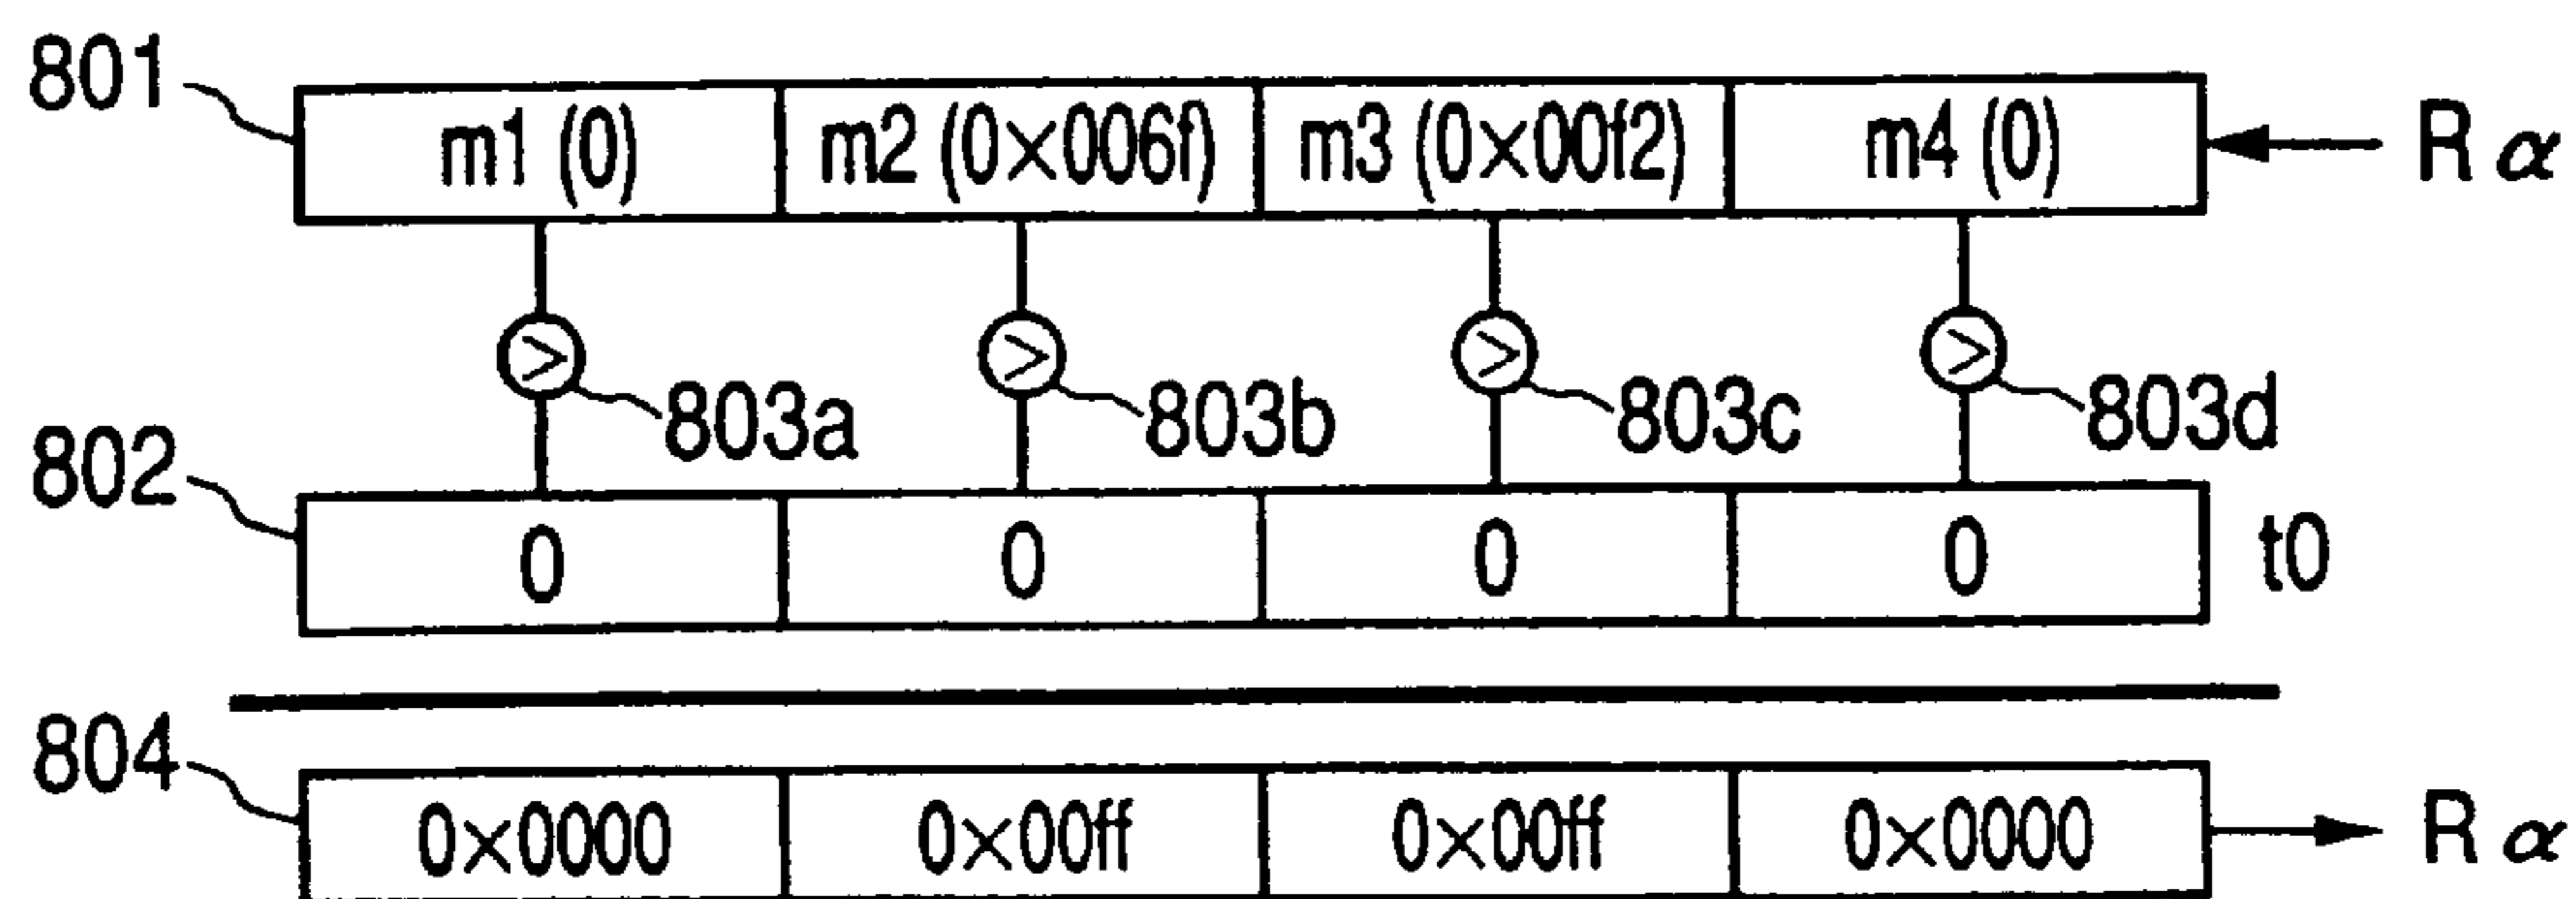 801 m1 (0) m2 (0×006f) m3 (0×00f2) m4 (0) R α
> > > >
803a 803b 803c 803d
802 0 0 0 0 t0
804 0×0000 0×00ff 0×00ff 0×0000 R α